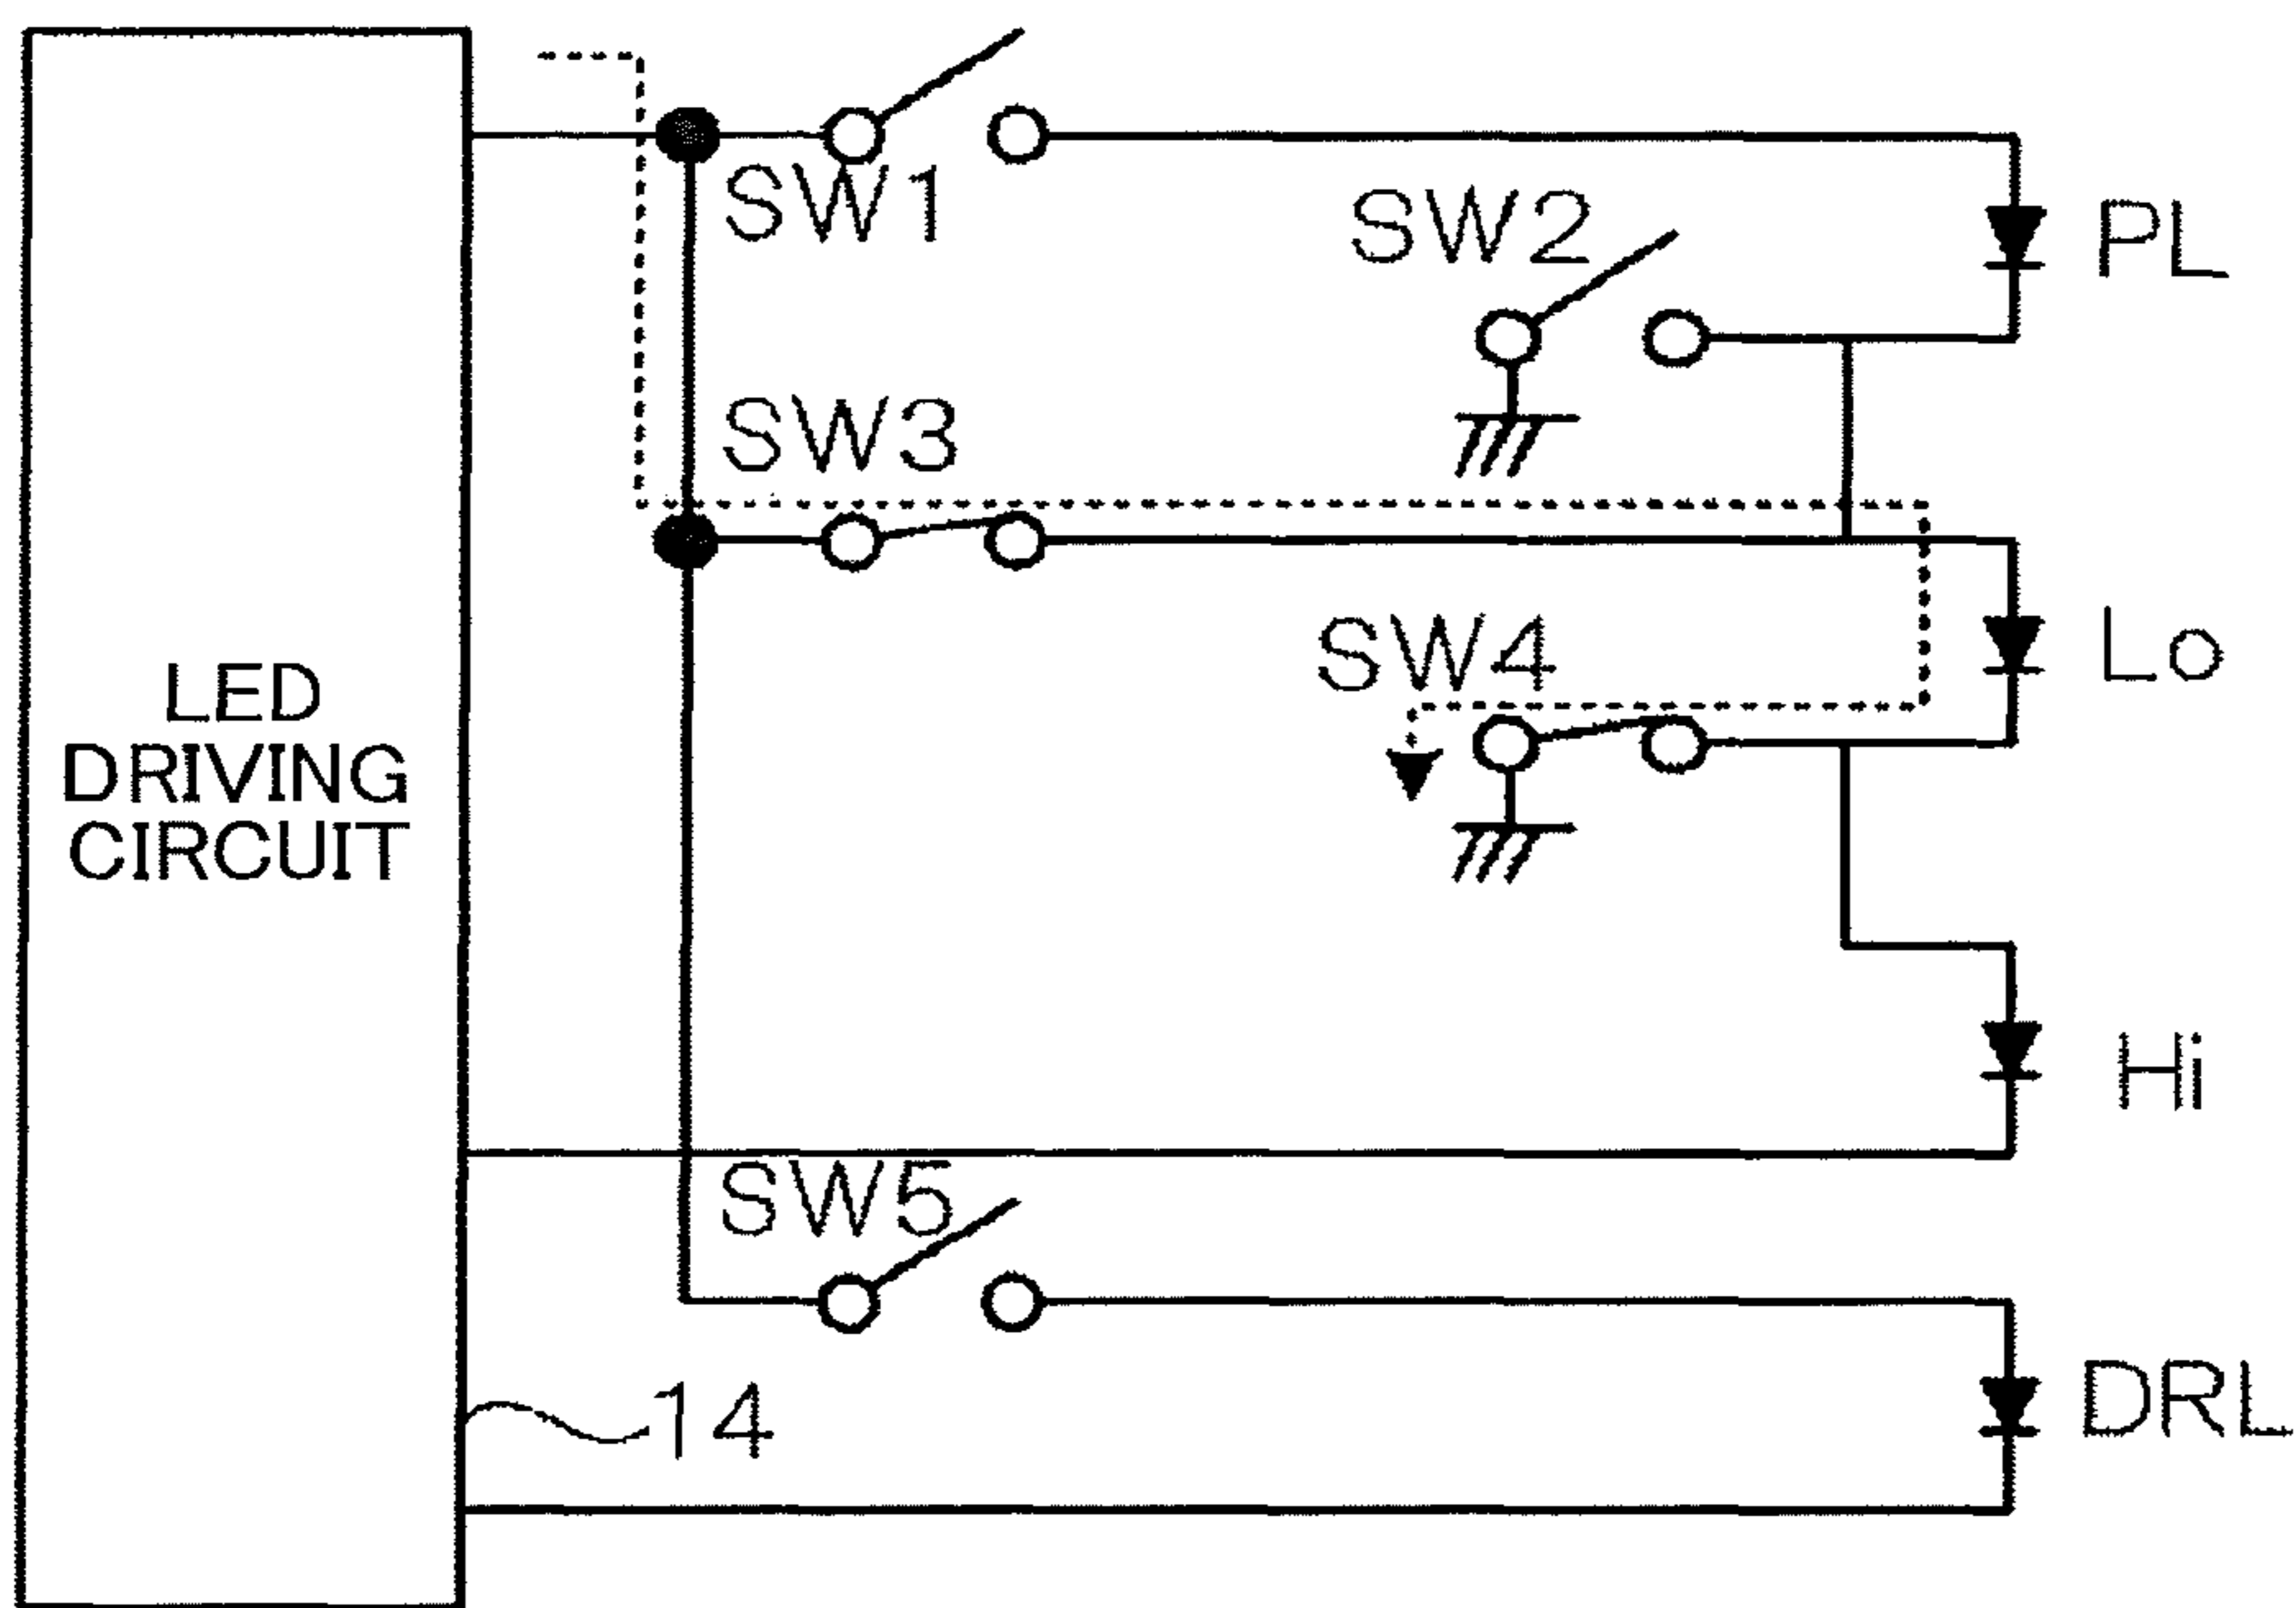 SW1
SW2
PL
SW3
SW4
Lo
LED
DRIVING
CIRCUIT
Hi
SW5
14
DRL